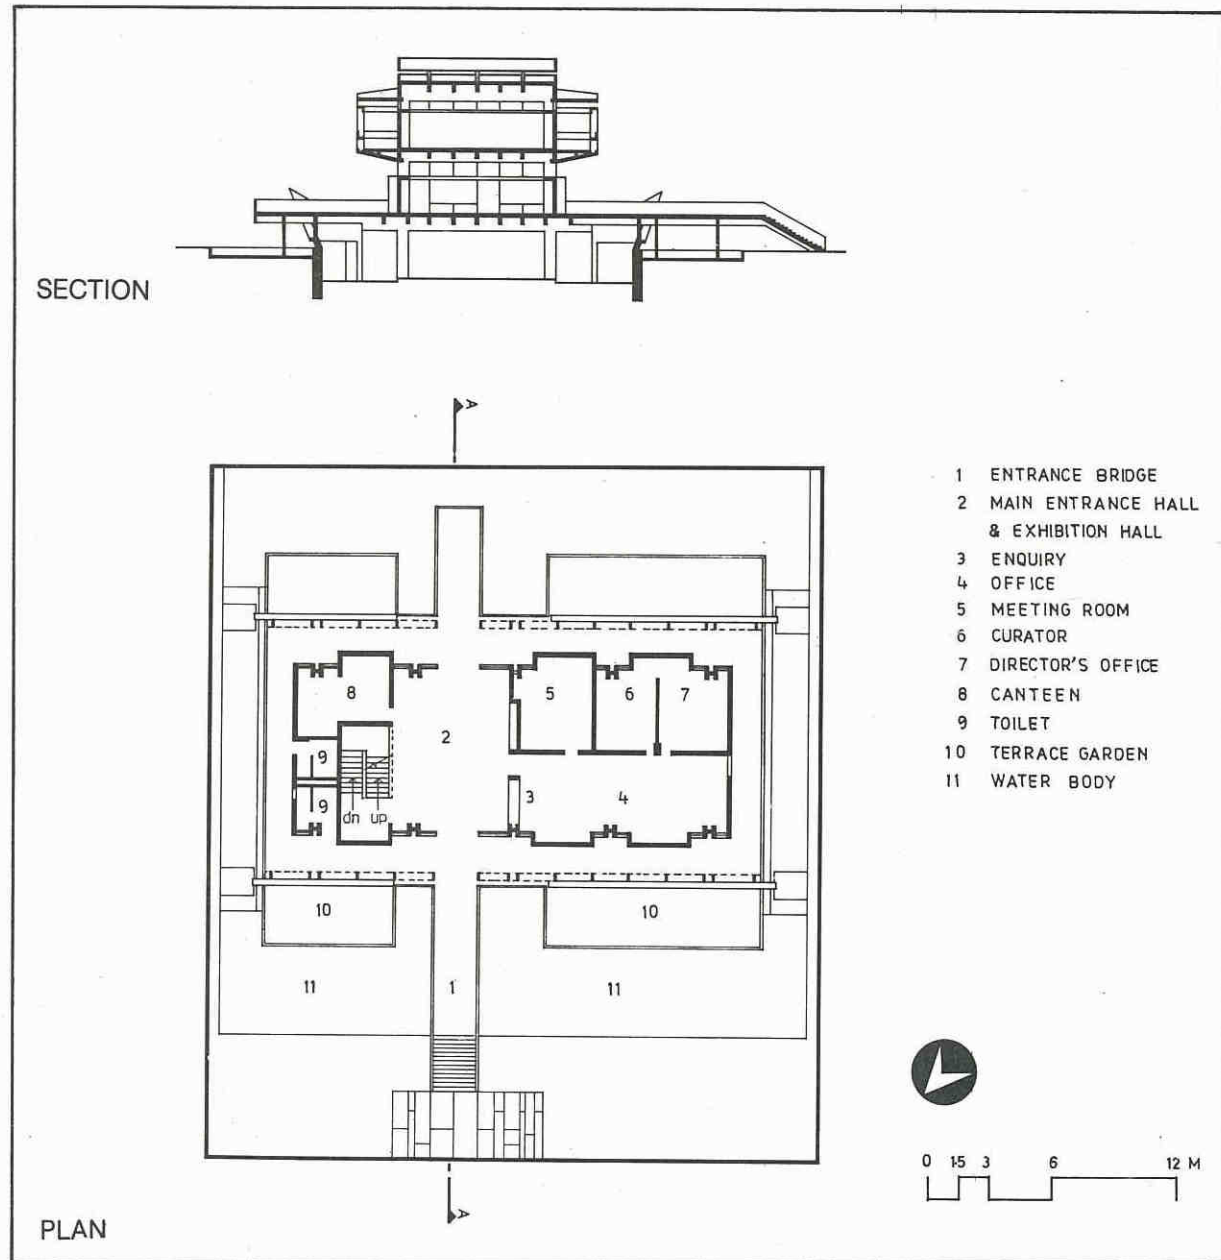 SECTION
A
1 ENTRANCE BRIDGE
2 MAIN ENTRANCE HALL
& EXHIBITION HALL
3 ENQUIRY
4 OFFICE
5 MEETING ROOM
6 CURATOR
7 DIRECTOR'S OFFICE
8 CANTEEN
9 TOILET
10 TERRACE GARDEN
11 WATER BODY
8
5
6
7
2
9
9
3
4
dn up
10
10
11
1
11
0 1·5 3 6 12 M
A
PLAN